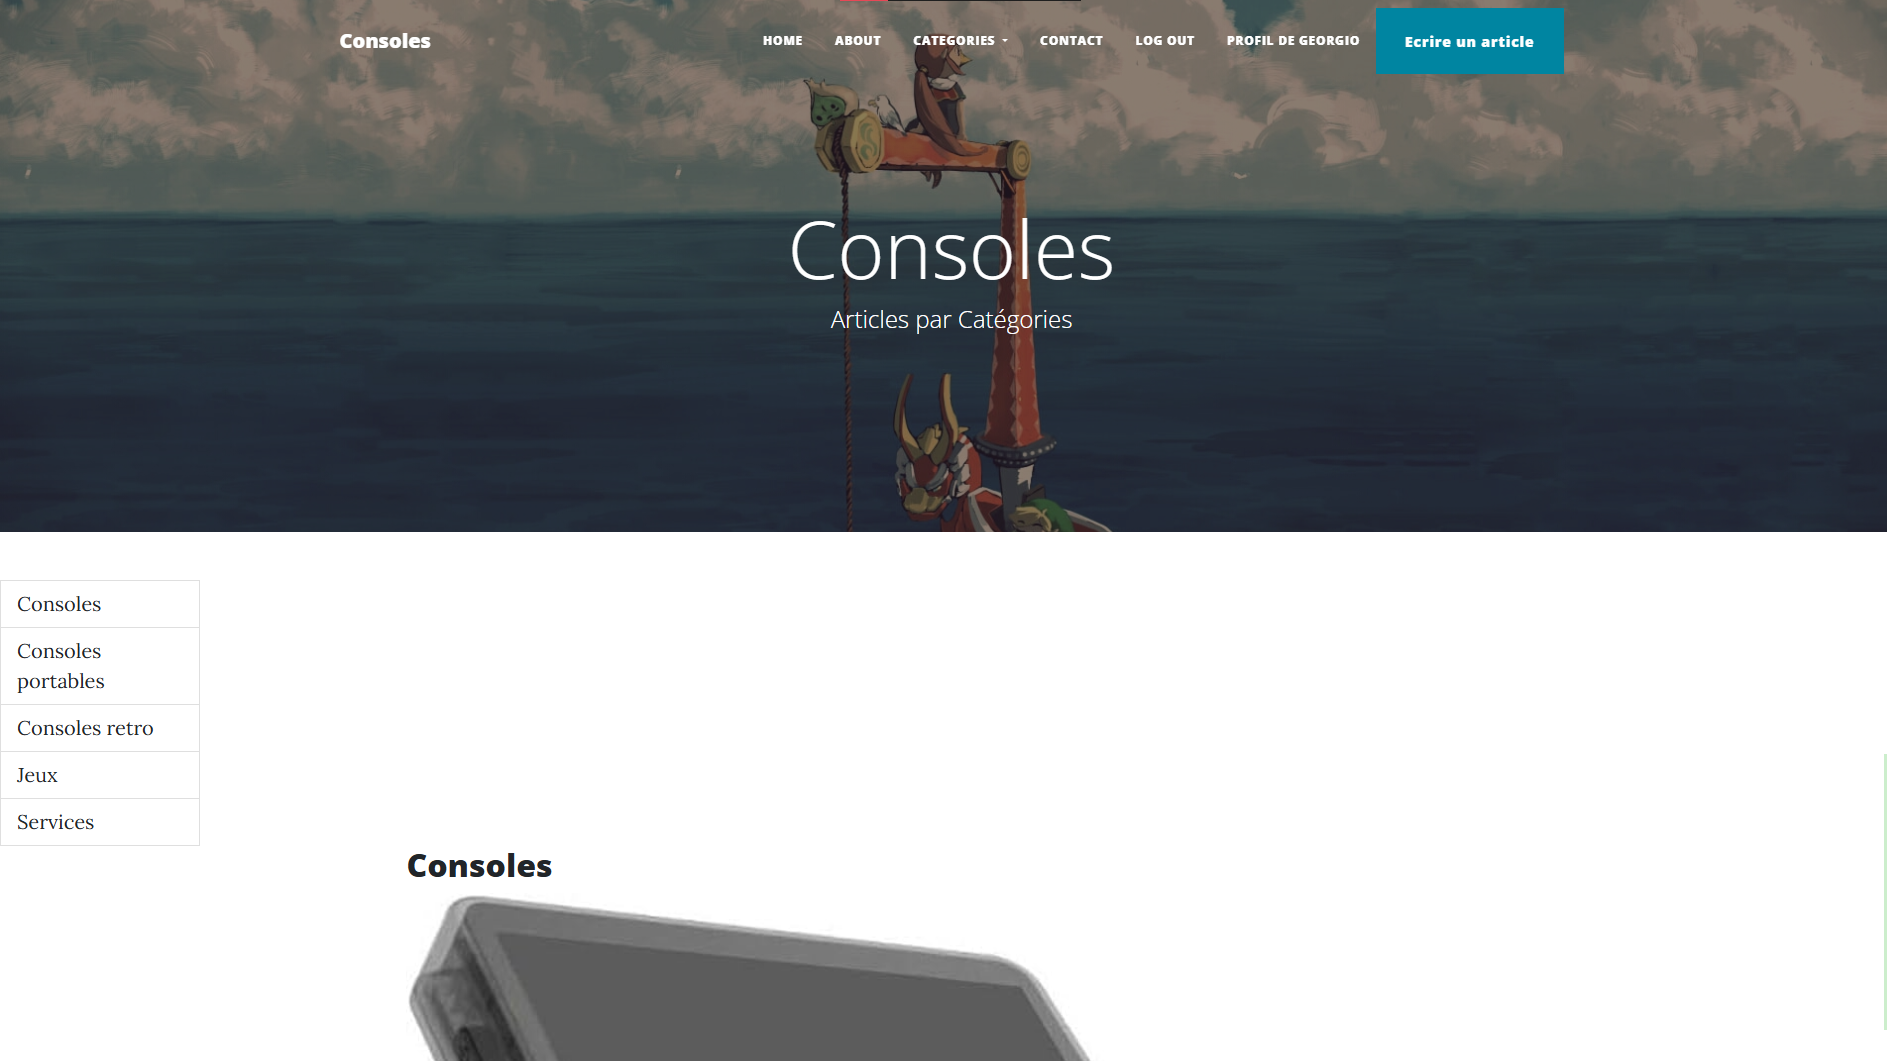 Consoles
HOME ABOUT CATEGORIES CONTACT LOG OUT PROFIL DE GEORGIO Ecrire un article
Consoles
Articles par Catégories
Consoles
Consoles
portables
Consoles retro
Jeux
Services
Consoles